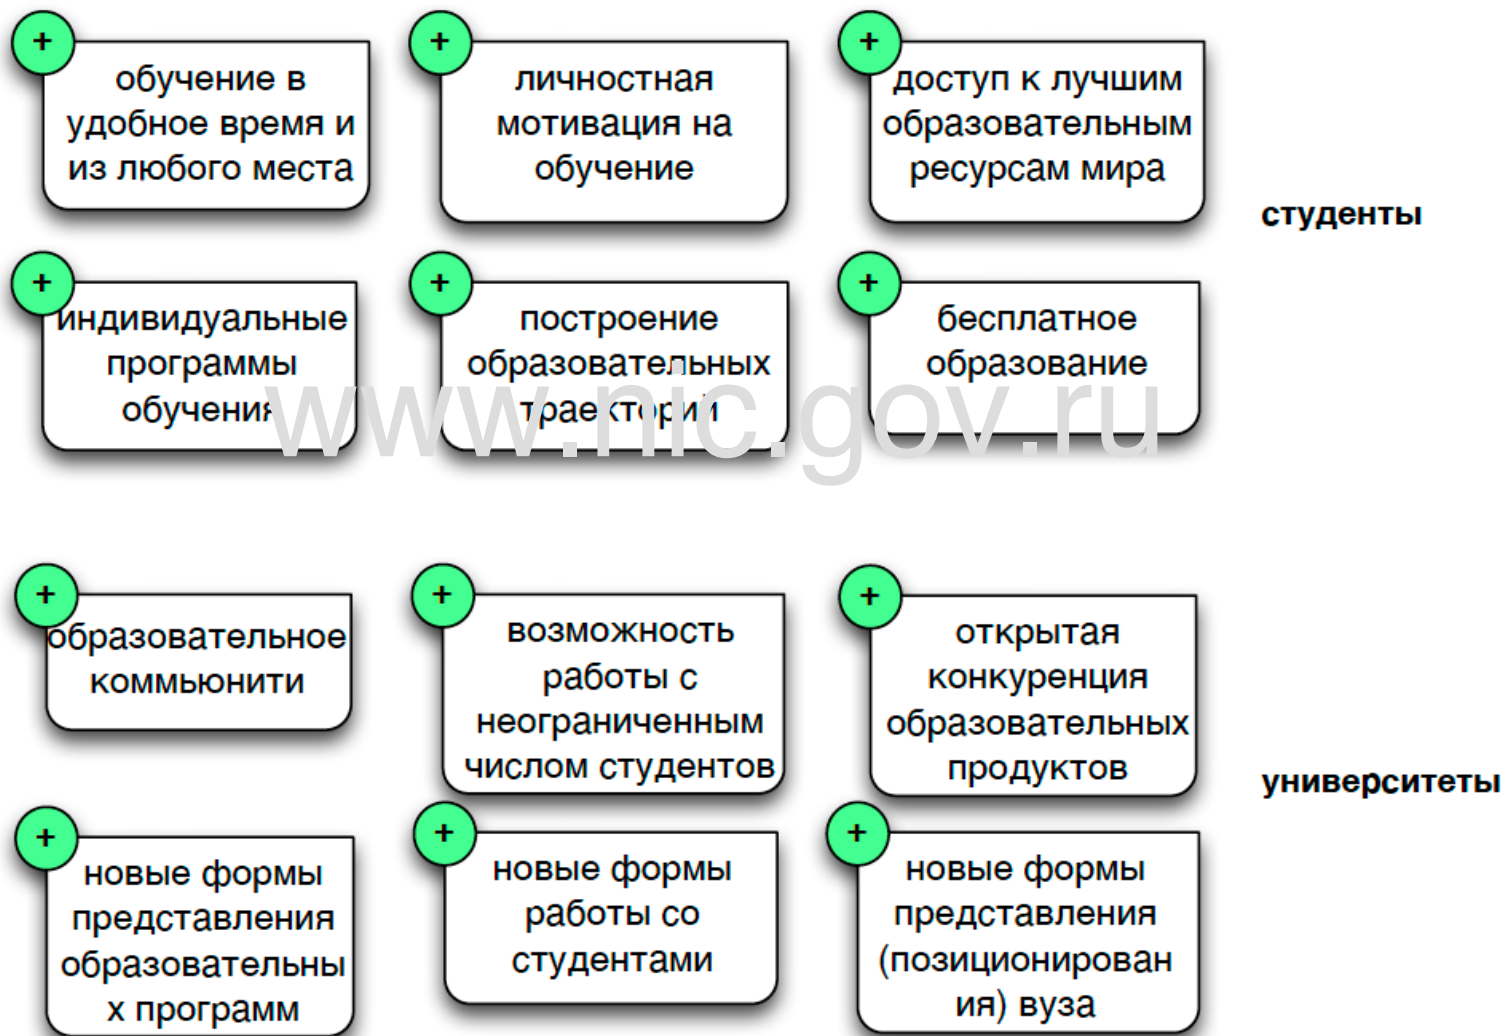 +
обучение в
удобное время и
из любого места
+
личностная
мотивация на
обучение
+
доступ к лучшим
образовательным
ресурсам мира
студенты
+
индивидуальные
программы
обучения
+
построение
образовательных
траекторий
+
бесплатное
образование
www.nic.gov.ru
+
образовательное
коммьюнити
+
возможность
работы с
неограниченным
числом студентов
+
открытая
конкуренция
образовательных
продуктов
университеты
+
новые формы
представления
образовательны
х программ
+
новые формы
работы со
студентами
+
новые формы
представления
(позиционирован
ия) вуза